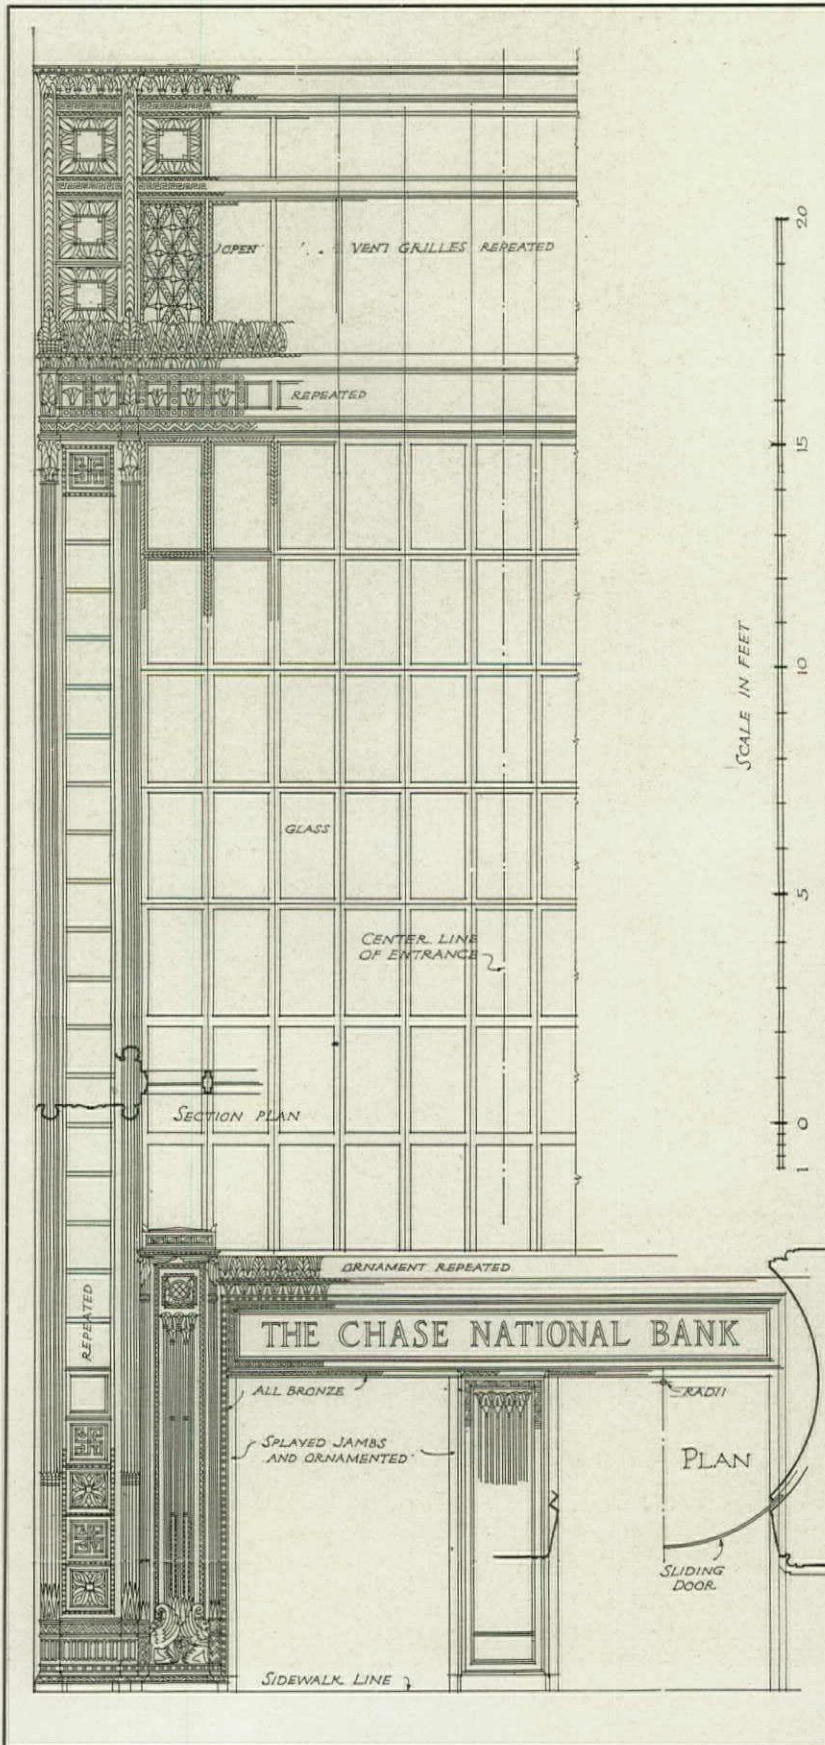 OPEN
VENT GRILLES REPEATED
REPEATED
20
15
SCALE IN FEET
10
GLASS
5
CENTER LINE
OF ENTRANCE
SECTION PLAN
0
1
ORNAMENT REPEATED
REPEATED
THE CHASE NATIONAL BANK
ALL BRONZE
RADII
SPLAYED JAMBS
AND ORNAMENTED
PLAN
SLIDING
DOOR
SIDEWALK LINE